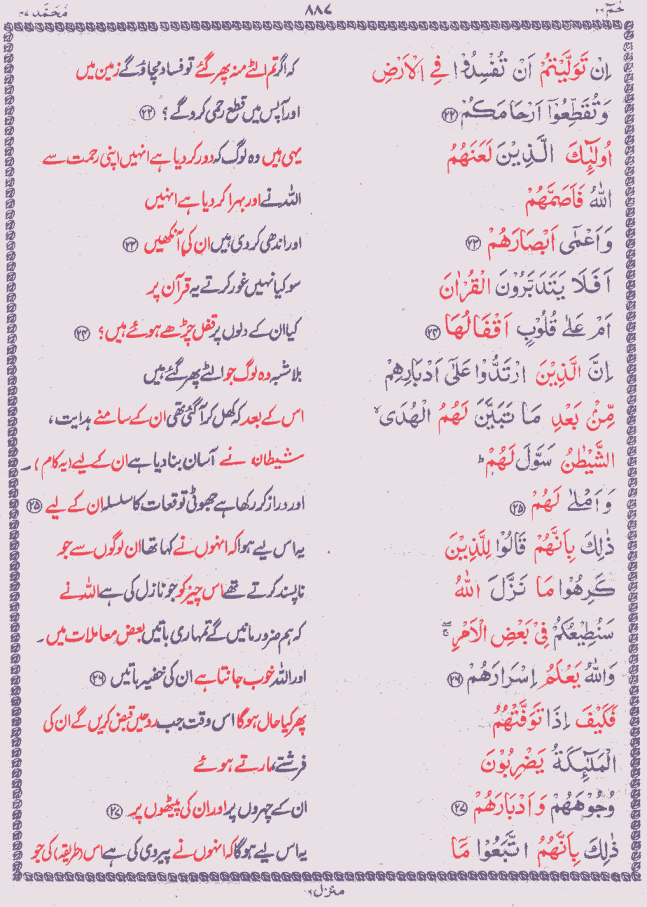 حٰمٓ ۲۶ ۸۸۷ مُحَمَّد ۴۷
اِنْ تَوَلَّيْتُمْ اَنْ تُفْسِدُوْا فِي الْاَرْضِ کہ اگر تم الٹے منہ پھر گئے تو فساد مچاؤ گے زمین میں
وَتُقَطِّعُوْٓا اَرْحَامَكُمْ ﴿۲۲﴾ اور آپس میں قطع رحمی کرو گے؟ ﴿۲۲﴾
اُولٰٓئِكَ الَّذِيْنَ لَعَنَهُمُ یہی ہیں وہ لوگ کہ دور کر دیا ہے انہیں اپنی رحمت سے
اللّٰهُ فَاَصَمَّهُمْ اللہ نے اور بہرا کر دیا ہے انہیں
وَاَعْمٰٓى اَبْصَارَهُمْ ﴿۲۳﴾ اور اندھی کر دی ہیں ان کی آنکھیں ﴿۲۳﴾
اَفَلَا يَتَدَبَّرُوْنَ الْقُرْاٰنَ سو کیا نہیں غور کرتے یہ قرآن پر
اَمْ عَلٰى قُلُوْبٍ اَقْفَالُهَا ﴿۲۴﴾ کیا ان کے دلوں پر قفل چڑھے ہوئے ہیں؟ ﴿۲۴﴾
اِنَّ الَّذِيْنَ ارْتَدُّوْا عَلٰٓى اَدْبَارِهِمْ بلاشبہ وہ لوگ جو الٹے پھر گئے ہیں
مِّنْۢ بَعْدِ مَا تَبَيَّنَ لَهُمُ الْهُدَى ۙ اس کے بعد کہ کھل کر آ گئی تھی ان کے سامنے ہدایت،
الشَّيْطٰنُ سَوَّلَ لَهُمْ ؕ شیطان نے آسان بنا دیا ہے ان کے لیے (یہ کام)۔
وَاَمْلٰى لَهُمْ ﴿۲۵﴾ اور دراز کر رکھا ہے جھوٹی توقعات کا سلسلہ ان کے لیے ﴿۲۵﴾
ذٰلِكَ بِاَنَّهُمْ قَالُوْا لِلَّذِيْنَ یہ اس لیے ہوا کہ انہوں نے کہا تھا ان لوگوں سے جو
كَرِهُوْا مَا نَزَّلَ اللّٰهُ ناپسند کرتے تھے اس چیز کو جو نازل کی ہے اللہ نے
سَنُطِيْعُكُمْ فِيْ بَعْضِ الْاَمْرِ ۚۖ کہ ہم ضرور مانیں گے تمہاری باتیں بعض معاملات میں۔
وَاللّٰهُ يَعْلَمُ اِسْرَارَهُمْ ﴿۲۶﴾ اور اللہ خوب جانتا ہے ان کی خفیہ باتیں ﴿۲۶﴾
فَكَيْفَ اِذَا تَوَفَّتْهُمُ پھر کیا حال ہوگا اس وقت جب روحیں قبض کریں گے ان کی
الْمَلٰٓئِكَةُ يَضْرِبُوْنَ فرشتے، مارتے ہوئے
وُجُوْهَهُمْ وَاَدْبَارَهُمْ ﴿۲۷﴾ ان کے چہروں پر اور ان کی پیٹھوں پر ﴿۲۷﴾
ذٰلِكَ بِاَنَّهُمُ اتَّبَعُوْا مَآ یہ اس لیے ہوگا کہ انہوں نے پیروی کی ہے اس (طریقہ) کی جو
منزل ۶